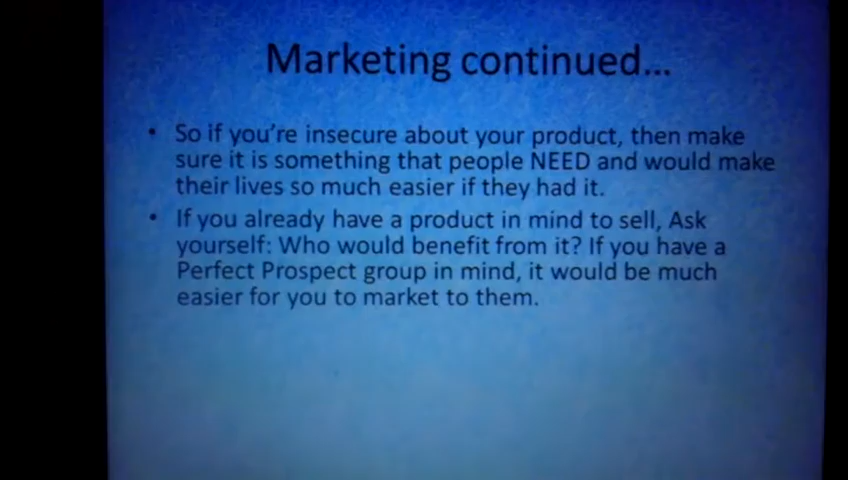 Marketing continued...
• So if you're insecure about your product, then make
sure it is something that people NEED and would make
their lives so much easier if they had it.
• If you already have a product in mind to sell, Ask
yourself: Who would benefit from it? If you have a
Perfect Prospect group in mind, it would be much
easier for you to market to them.